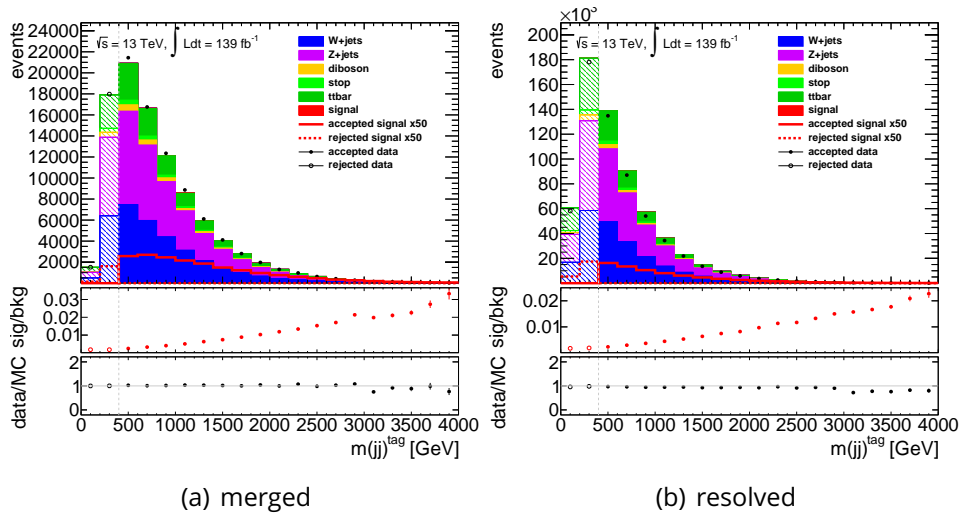 events
24000
22000
20000
18000
16000
14000
12000
10000
8000
6000
4000
2000
√s = 13 TeV, ∫ Ldt = 139 fb⁻¹
W+jets
Z+jets
diboson
stop
ttbar
signal
accepted signal x50
rejected signal x50
accepted data
rejected data
sig/bkg
0.03
0.02
0.01
data/MC
2
1
0
0 500 1000 1500 2000 2500 3000 3500 4000
m(jj)^tag [GeV]
(a) merged
×10³
events
200
180
160
140
120
100
80
60
40
20
√s = 13 TeV, ∫ Ldt = 139 fb⁻¹
W+jets
Z+jets
diboson
stop
ttbar
signal
accepted signal x50
rejected signal x50
accepted data
rejected data
sig/bkg
0.02
0.01
data/MC
2
1
0
0 500 1000 1500 2000 2500 3000 3500 4000
m(jj)^tag [GeV]
(b) resolved